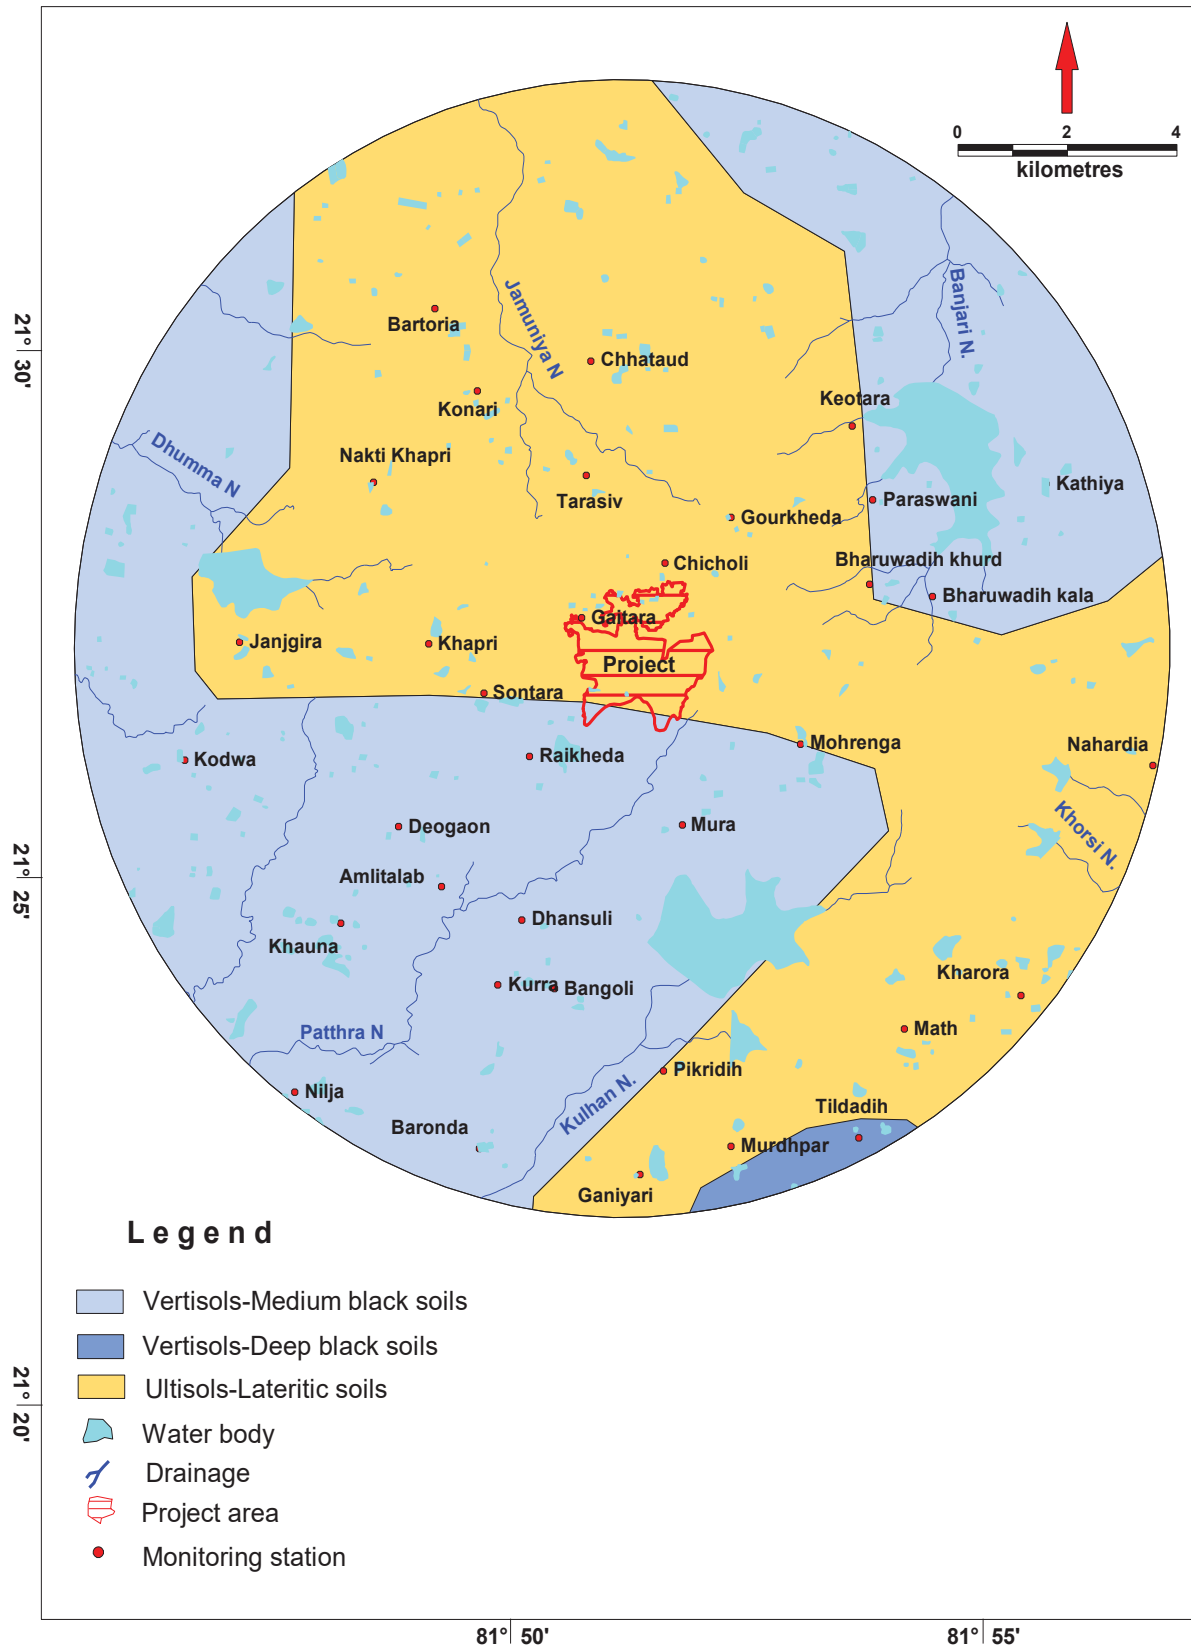 0 2 4
kilometres
Jamuniya N
Banjari N.
21° 30'
Bartoria
Chhataud
Konari
Keotara
Dhumma N
Nakti Khapri
Tarasiv
Kathiya
Paraswani
Gourkheda
Chicholi
Bharuwadih khurd
Bharuwadih kala
Gaitara
Janjgira
Khapri
Project
Sontara
Kodwa
Raikheda
Mohrenga
Nahardia
Khorsi N.
Deogaon
Mura
21° 25'
Amlitalab
Dhansuli
Khauna
Kharora
Kurra
Bangoli
Patthra N
Math
Pikridih
Nilja
Kulhan N.
Tildadih
Baronda
Murdhpar
Ganiyari
Legend
Vertisols-Medium black soils
Vertisols-Deep black soils
Ultisols-Lateritic soils
21° 20'
Water body
Drainage
Project area
Monitoring station
81° 50' 81° 55'